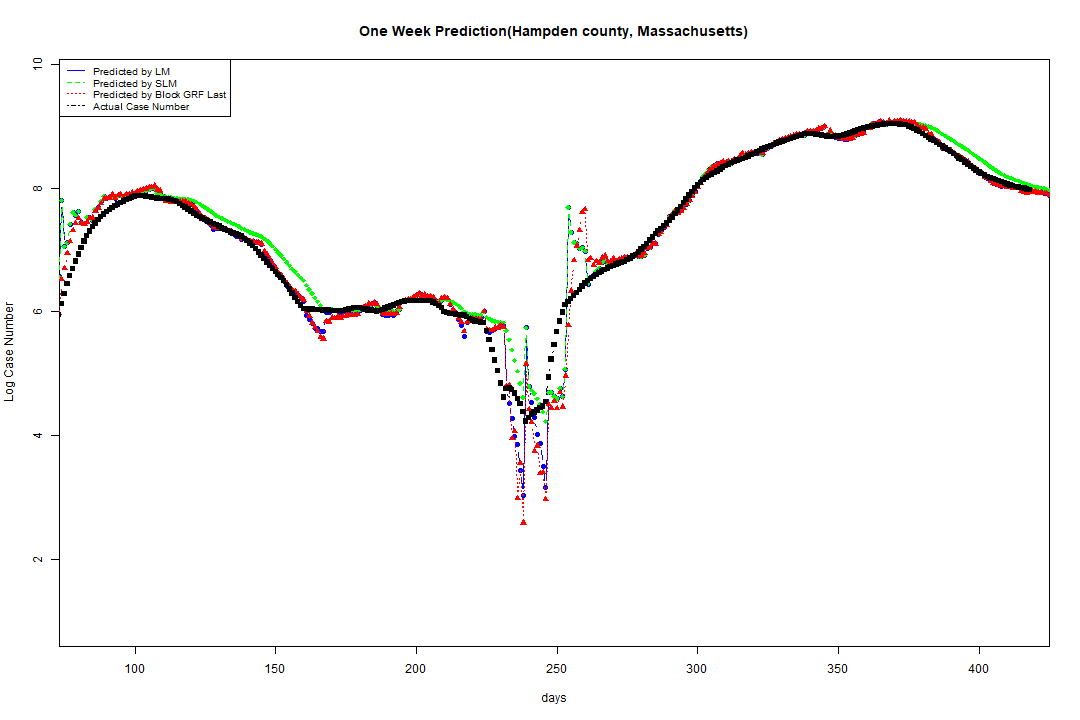 One Week Prediction(Hampden county, Massachusetts)
Predicted by LM
Predicted by SLM
Predicted by Block GRF Last
Actual Case Number
10
8
6
4
2
Log Case Number
100 150 200 250 300 350 400
days